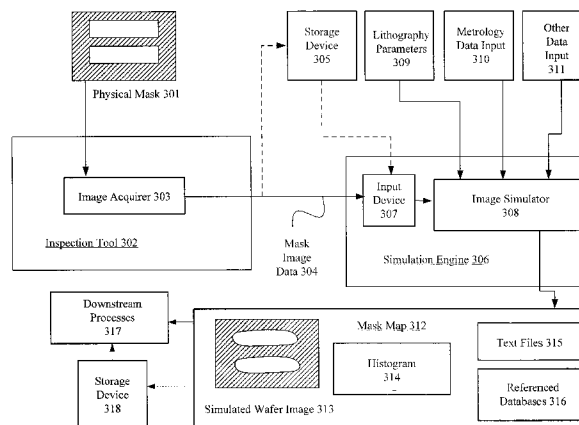 Physical Mask 301
Storage
Device
305
Lithography
Parameters
309
Metrology
Data Input
310
Other
Data
Input
311
Image Acquirer 303
Inspection Tool 302
Mask
Image
Data 304
Input
Device
307
Image Simulator
308
Simulation Engine 306
Downstream
Processes
317
Storage
Device
318
Mask Map 312
Histogram
314
Simulated Wafer Image 313
Text Files 315
Referenced
Databases 316